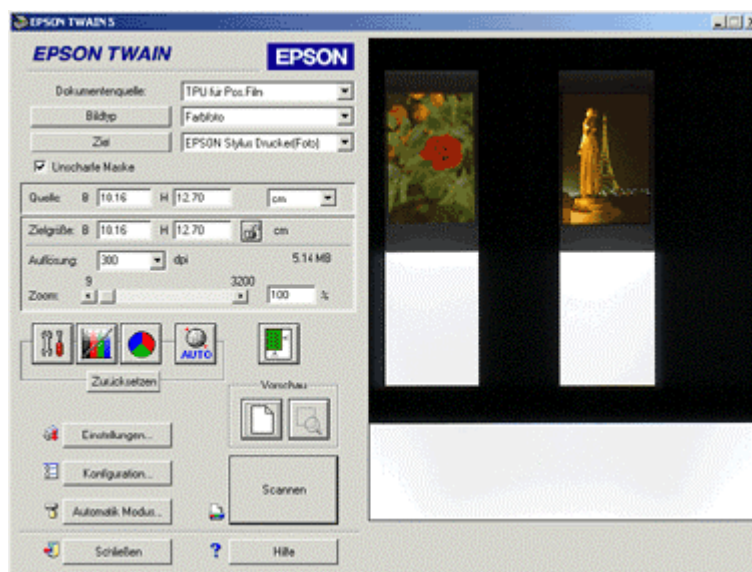 EPSON TWAIN 5
EPSON TWAIN EPSON
Dokumentenquelle: TPU für Pos.Film
Bildtyp Farbfoto
Ziel EPSON Stylus Drucker(Foto)
Unscharfe Maske
Quelle: B 10.16 H 12.70 cm
Zielgröße: B 10.16 H 12.70 cm
Auflösung: 300 dpi 5.14 MB
9 3200
Zoom: 100 %
AUTO
Zurücksetzen
Vorschau
Einstellungen...
Konfiguration...
Scannen
Automatik Modus...
Schließen ? Hilfe